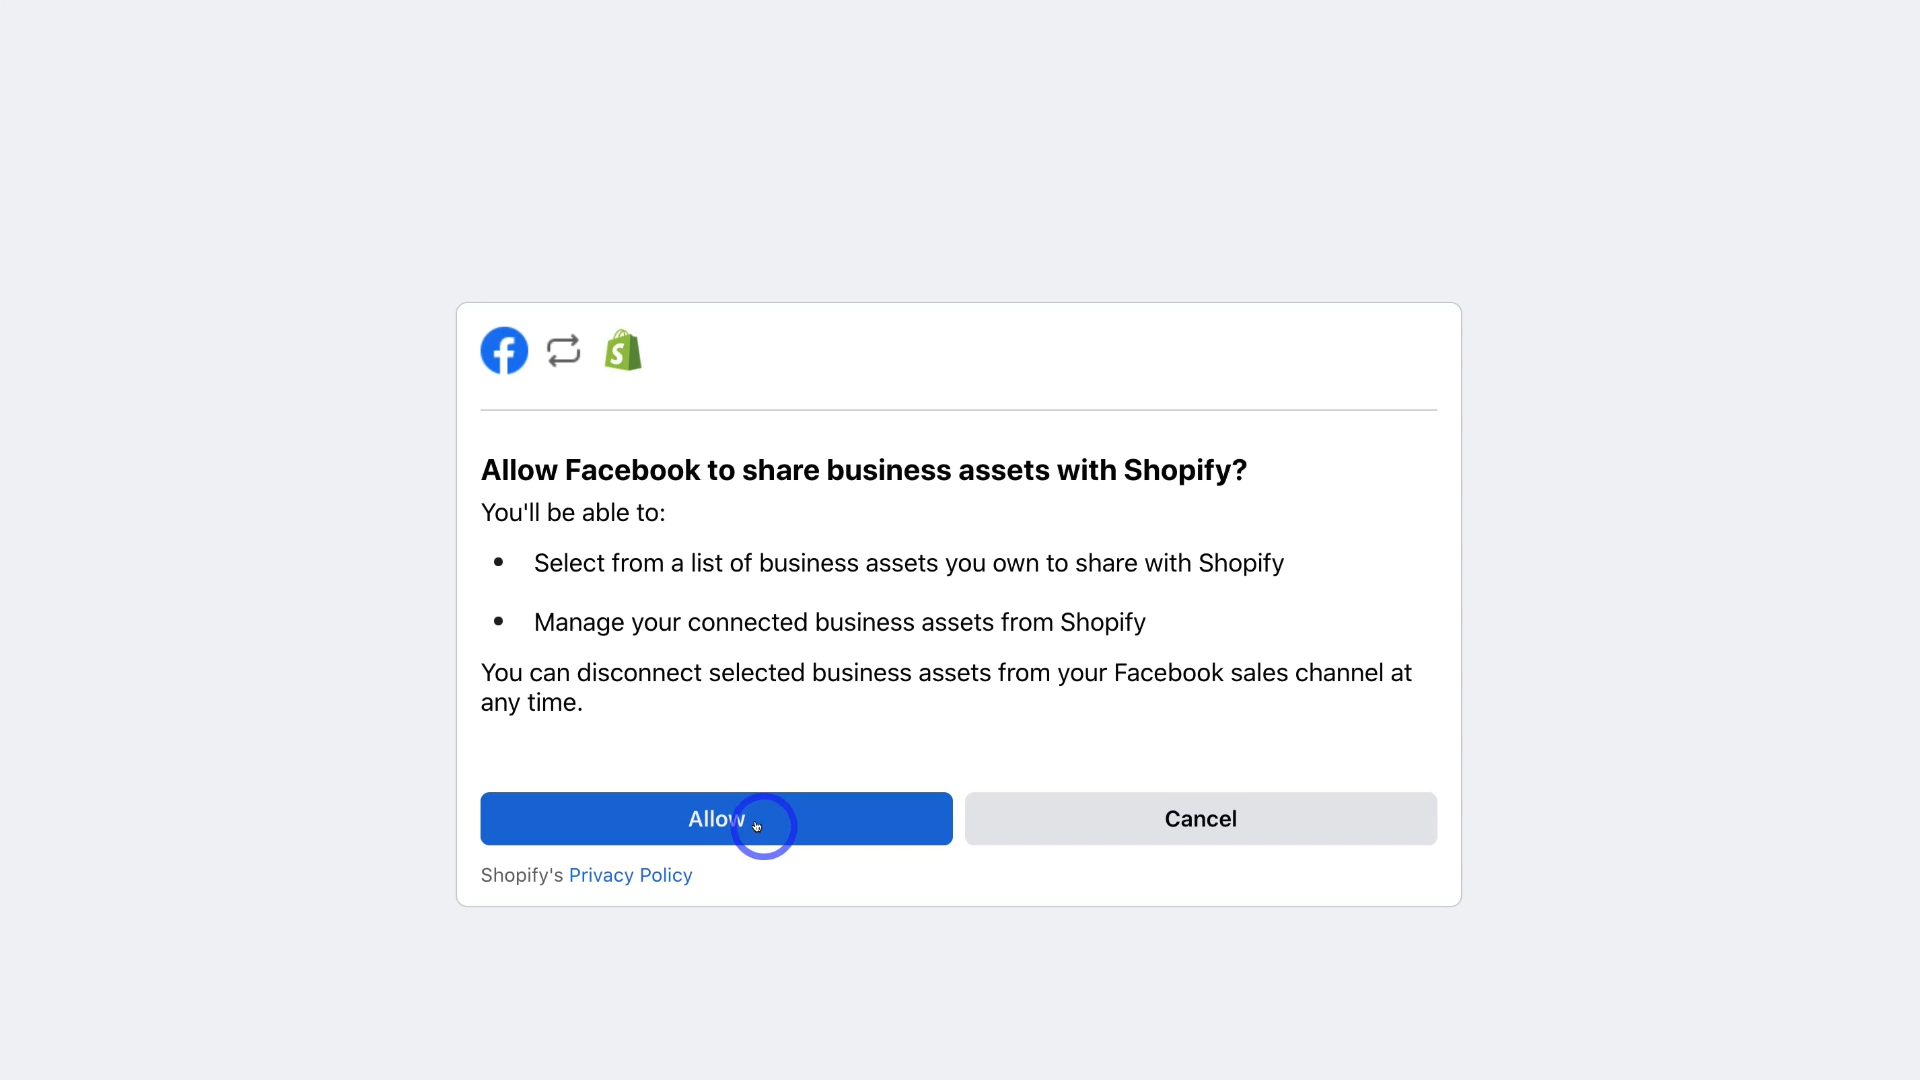 Allow Facebook to share business assets with Shopify?
You'll be able to:
• Select from a list of business assets you own to share with Shopify
• Manage your connected business assets from Shopify
You can disconnect selected business assets from your Facebook sales channel at
any time.
Allow
Cancel
Shopify's Privacy Policy